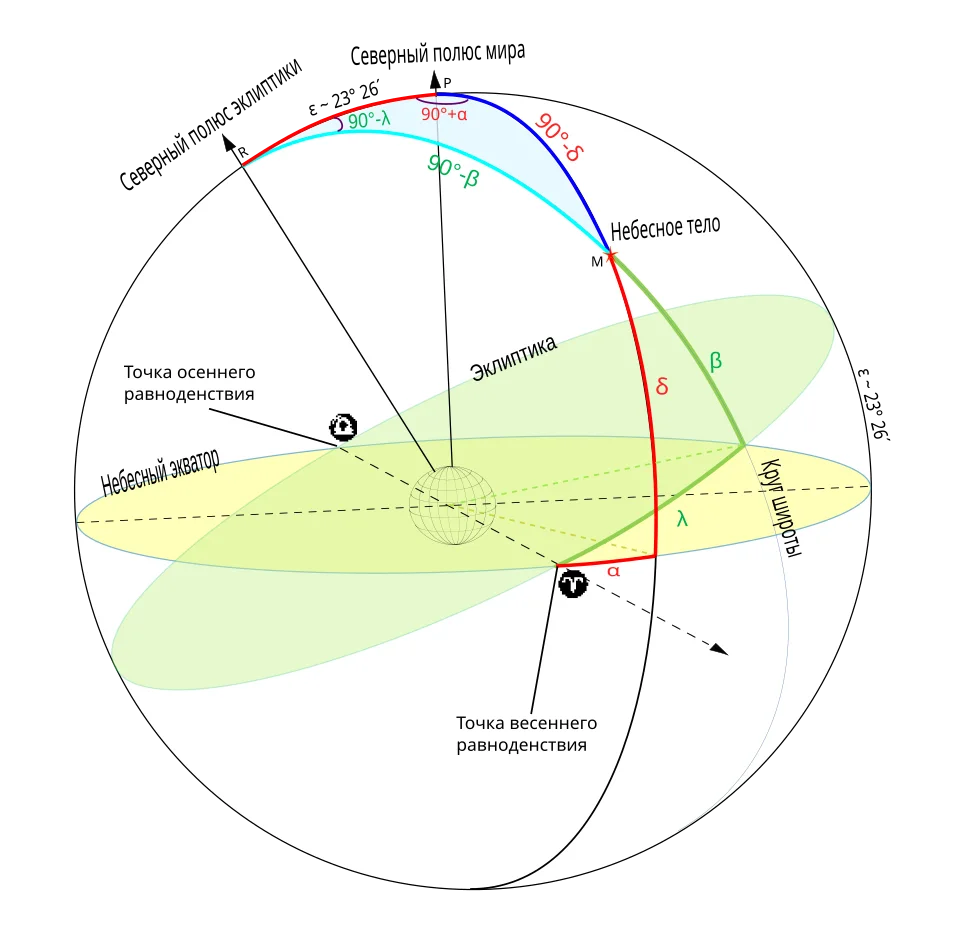 Северный полюс мира
P
Северный полюс эклиптики
ε ~ 23° 26′
90°-λ
90°+α
90°-δ
R
90°-β
Небесное тело
M
Эклиптика
β
δ
ε ~ 23° 26′
Точка осеннего
равноденствия
Небесный экватор
Круг широты
λ
α
Точка весеннего
равноденствия